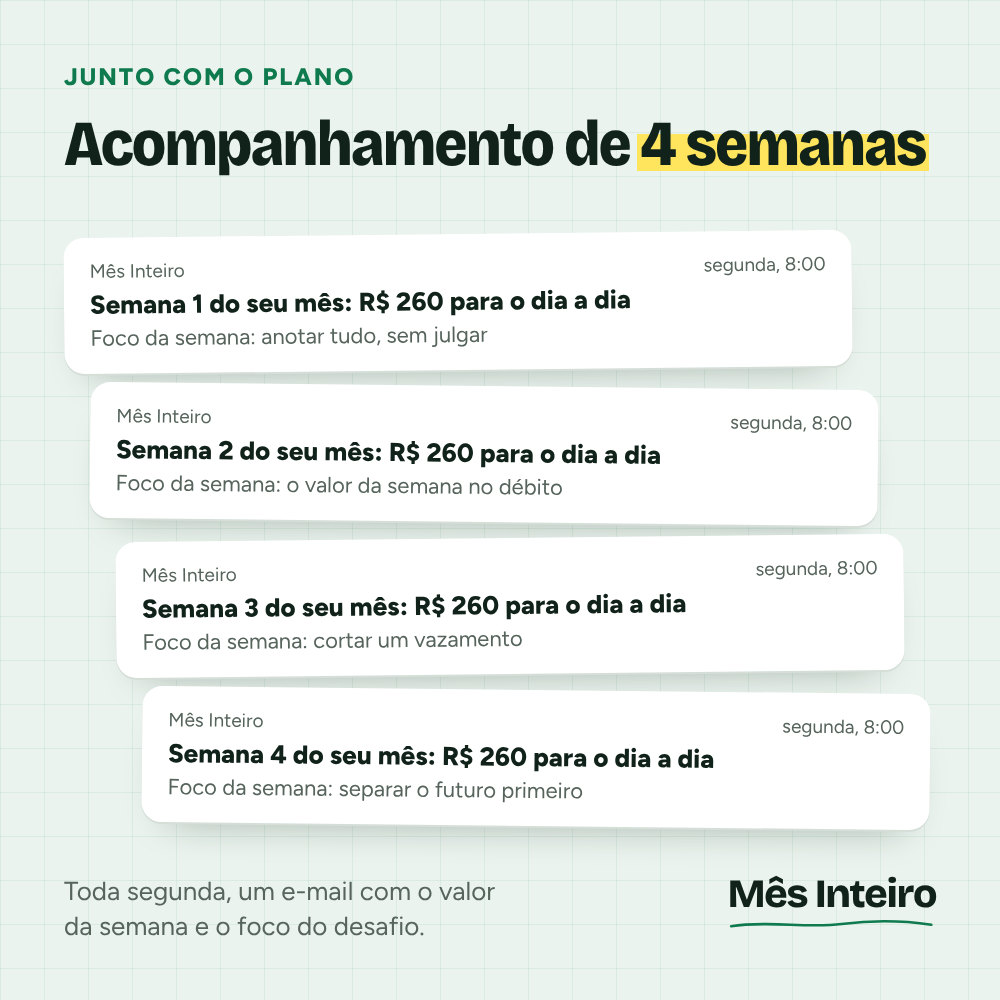 JUNTO COM O PLANO
Acompanhamento de 4 semanas
Mês Inteiro
segunda, 8:00
Semana 1 do seu mês: R$ 260 para o dia a dia
Foco da semana: anotar tudo, sem julgar
Mês Inteiro
segunda, 8:00
Semana 2 do seu mês: R$ 260 para o dia a dia
Foco da semana: o valor da semana no débito
Mês Inteiro
segunda, 8:00
Semana 3 do seu mês: R$ 260 para o dia a dia
Foco da semana: cortar um vazamento
Mês Inteiro
segunda, 8:00
Semana 4 do seu mês: R$ 260 para o dia a dia
Foco da semana: separar o futuro primeiro
Toda segunda, um e-mail com o valor
da semana e o foco do desafio.
Mês Inteiro